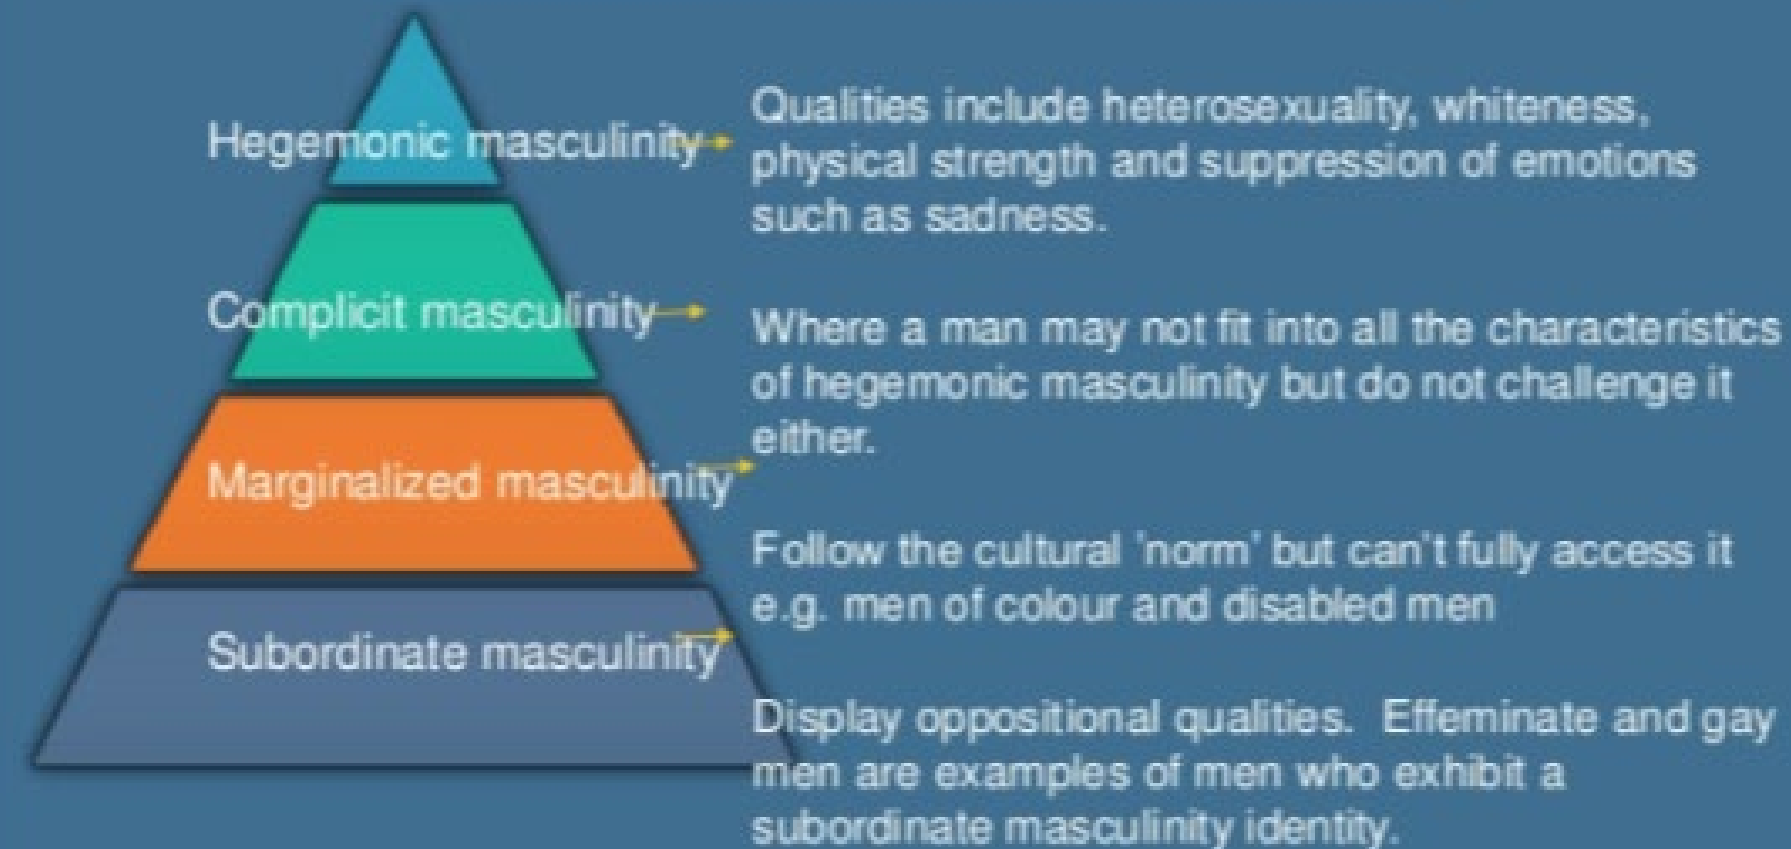 Hegemonic masculinity
Qualities include heterosexuality, whiteness,
physical strength and suppression of emotions
such as sadness.
Complicit masculinity
Where a man may not fit into all the characteristics
of hegemonic masculinity but do not challenge it
either.
Marginalized masculinity
Follow the cultural 'norm' but can't fully access it
e.g. men of colour and disabled men
Subordinate masculinity
Display oppositional qualities.  Effeminate and gay
men are examples of men who exhibit a
subordinate masculinity identity.